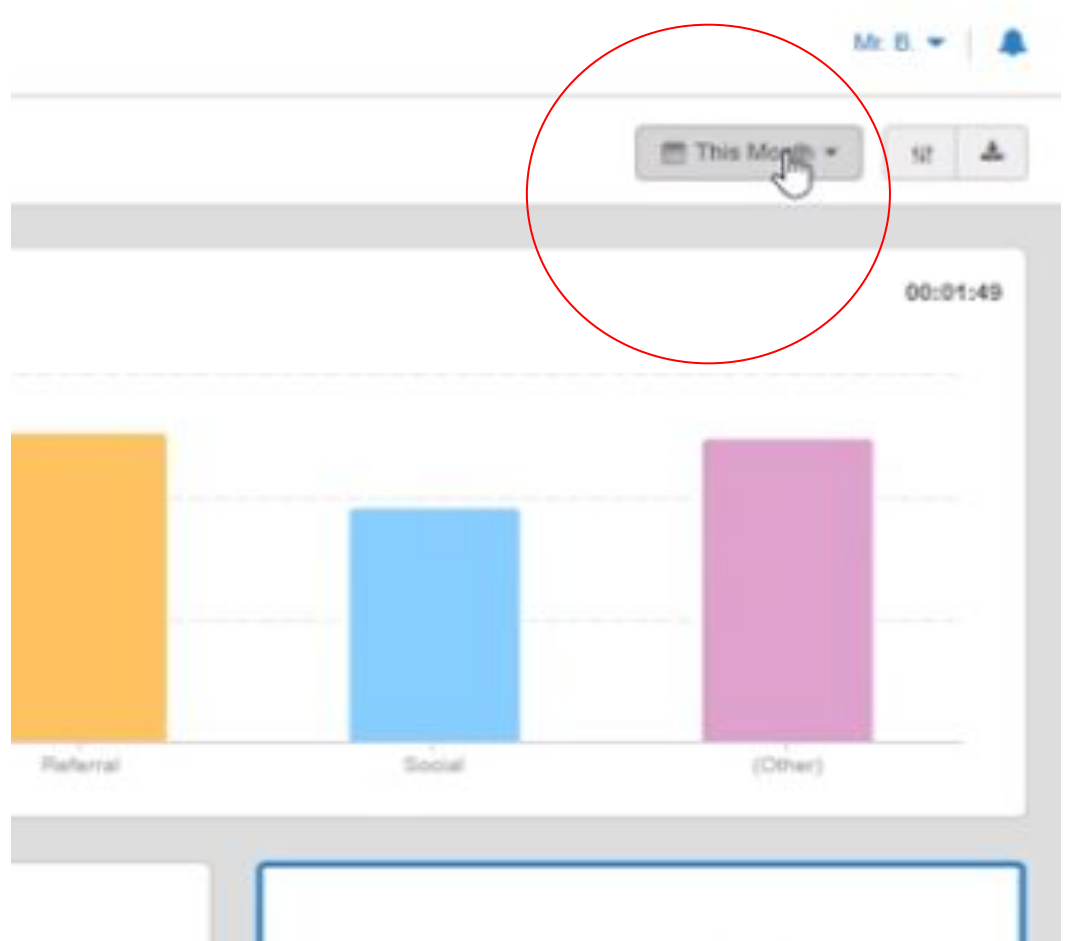 Mr. B.
This Month
00:01:49
Referral
Social
(Other)